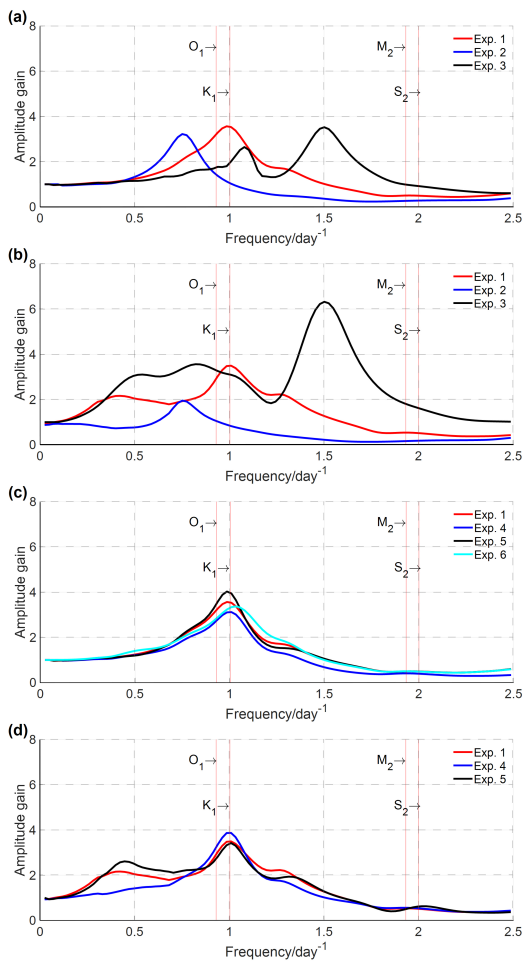 (a)
8
6
4
2
0
Amplitude gain
O1→
K1→
M2→
S2→
Exp. 1
Exp. 2
Exp. 3
0 0.5 1 1.5 2 2.5
Frequency/day-1
(b)
8
6
4
2
0
Amplitude gain
O1→
K1→
M2→
S2→
Exp. 1
Exp. 2
Exp. 3
0 0.5 1 1.5 2 2.5
Frequency/day-1
(c)
8
6
4
2
0
Amplitude gain
O1→
K1→
M2→
S2→
Exp. 1
Exp. 4
Exp. 5
Exp. 6
0 0.5 1 1.5 2 2.5
Frequency/day-1
(d)
8
6
4
2
0
Amplitude gain
O1→
K1→
M2→
S2→
Exp. 1
Exp. 4
Exp. 5
0 0.5 1 1.5 2 2.5
Frequency/day-1